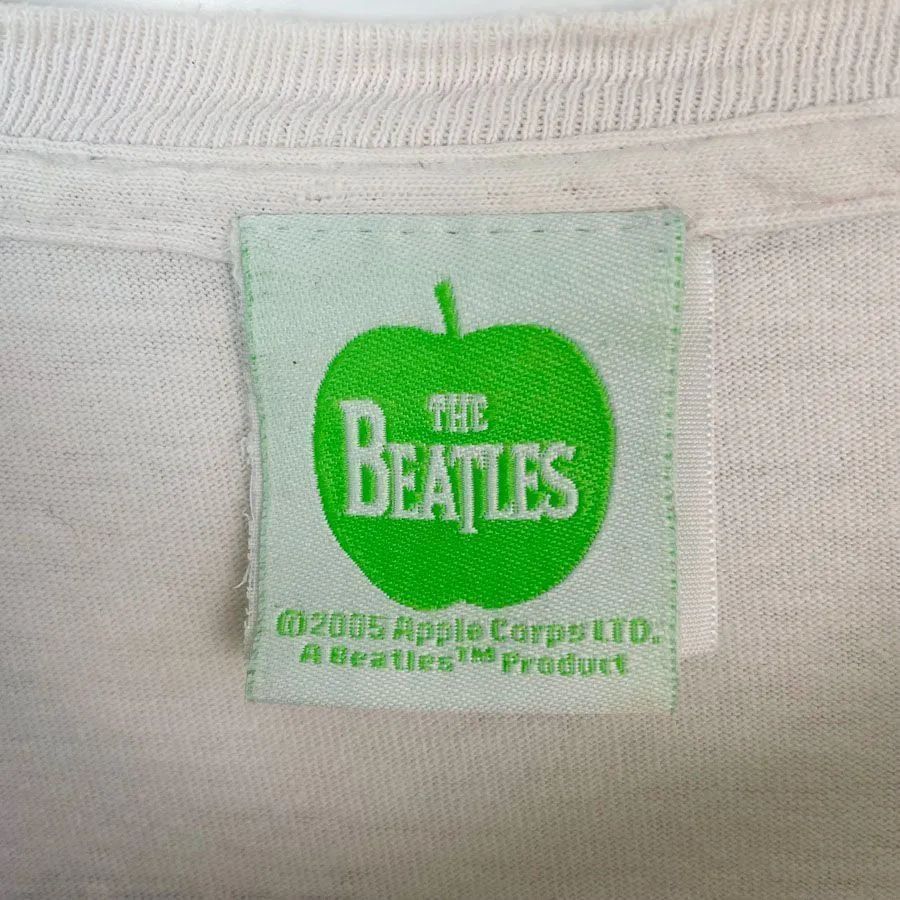 THE
BEATLES
©2005 Apple Corps LTD.
A Beatles™ Product